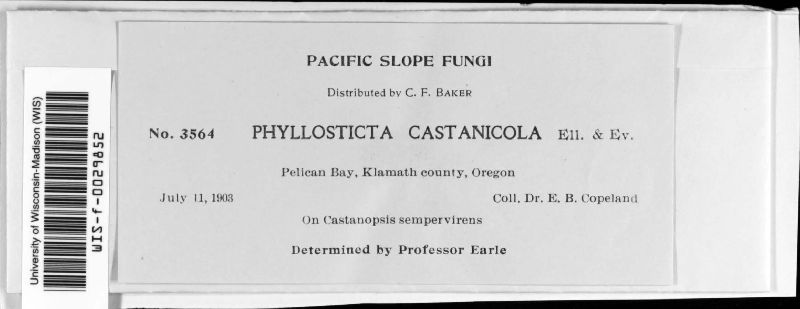 PACIFIC SLOPE FUNGI
Distributed by C. F. BAKER
No. 3564 PHYLLOSTICTA CASTANICOLA Ell. & Ev.
Pelican Bay, Klamath county, Oregon
July 11, 1903 Coll. Dr. E. B. Copeland
On Castanopsis sempervirens
Determined by Professor Earle
University of Wisconsin-Madison (WIS)
WIS-f-0029852